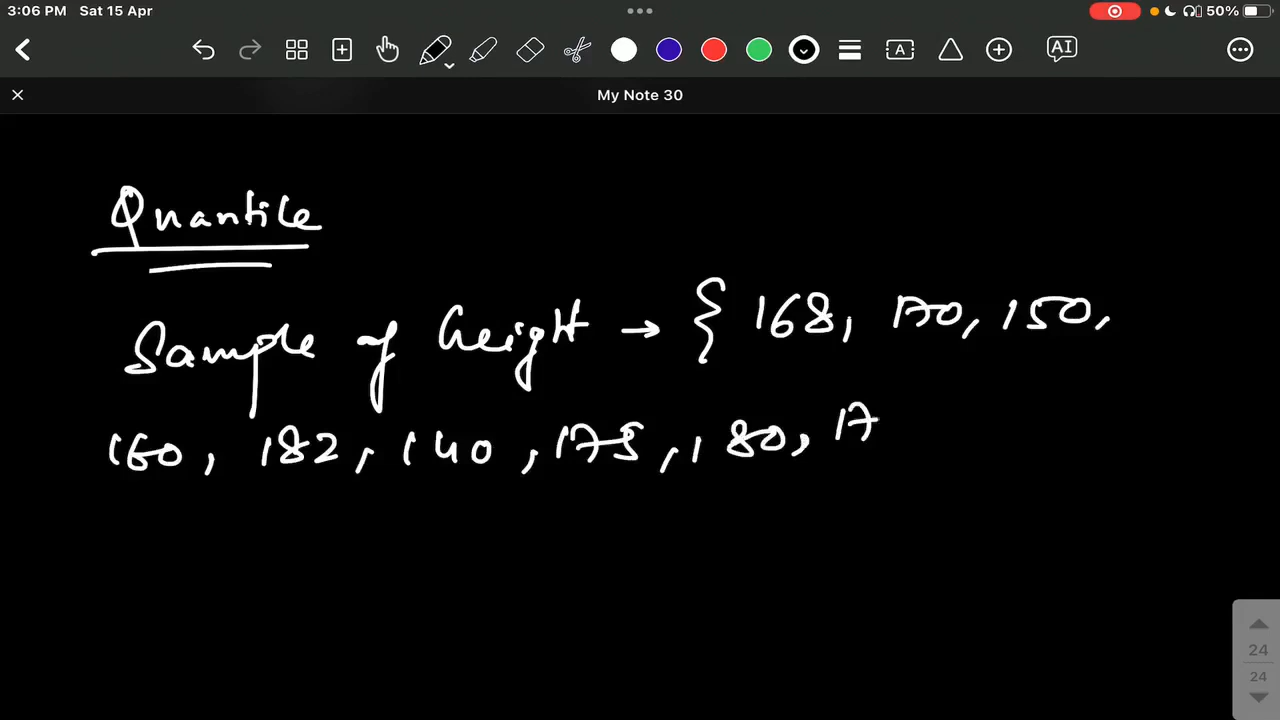 3:06 PM Sat 15 Apr 50%
A AI
My Note 30
Quantile
Sample of height → { 168, 170, 150,
160, 182, 140, 175, 180, 17
24
24